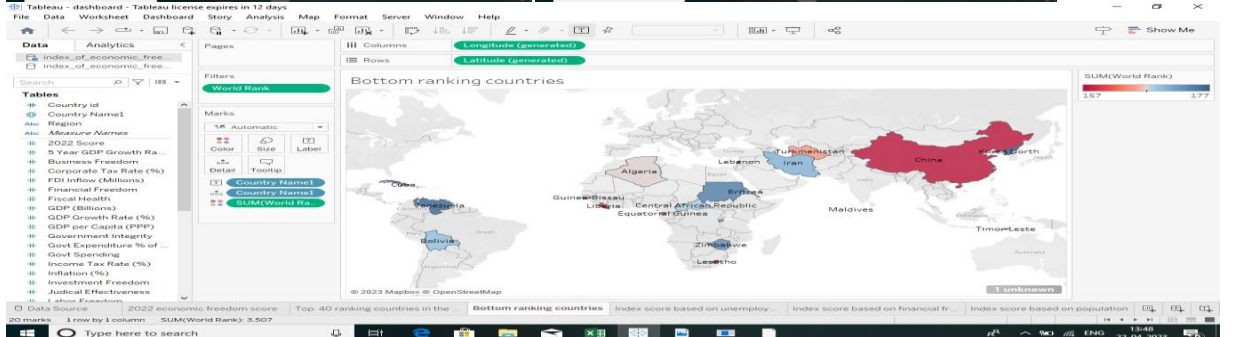 Tableau - dashboard - Tableau license expires in 12 days
File Data Worksheet Dashboard Story Analysis Map Format Server Window Help
Show Me
Data Analytics
index_of_economic_free...
index_of_economic_free...
Search
Tables
Country id
Country Name1
Abc Region
Abc Measure Names
2022 Score
5 Year GDP Growth Ra...
Business Freedom
Corporate Tax Rate (%)
FDI Inflow (Millions)
Financial Freedom
Fiscal Health
GDP (Billions)
GDP Growth Rate (%)
GDP per Capita (PPP)
Government Integrity
Govt Expenditure % of ...
Govt Spending
Income Tax Rate (%)
Inflation (%)
Investment Freedom
Judical Effectiveness
Labor Freedom
Pages
Filters
World Rank
Marks
Automatic
Color Size Label
Detail Tooltip
Country Name1
Country Name1
SUM(World Ra...
Columns Longitude (generated)
Rows Latitude (generated)
Bottom ranking countries
Turkmenistan
Lebanon
Iran
China
Algeria
Cuba
Venezuela
Guinea-Bissau
Liberia
Central African Republic
Equatorial Guinea
Maldives
Timor-Leste
Bolivia
Zimbabwe
Lesotho
© 2023 Mapbox © OpenStreetMap
1 unknown
SUM(World Rank)
157 177
Data Source 2022 economic freedom score Top 40 ranking countries in the ... Bottom ranking countries Index score based on unemploy... Index score based on financial fr... Index score based on population
20 marks 1 row by 1 column SUM(World Rank): 3,507
Type here to search
ENG
13:48